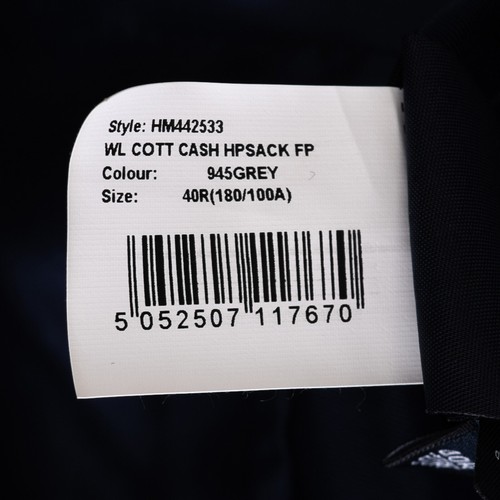 Style: HM442533
WL COTT CASH HPSACK FP
Colour: 945GREY
Size: 40R(180/100A)
5 052507 117670